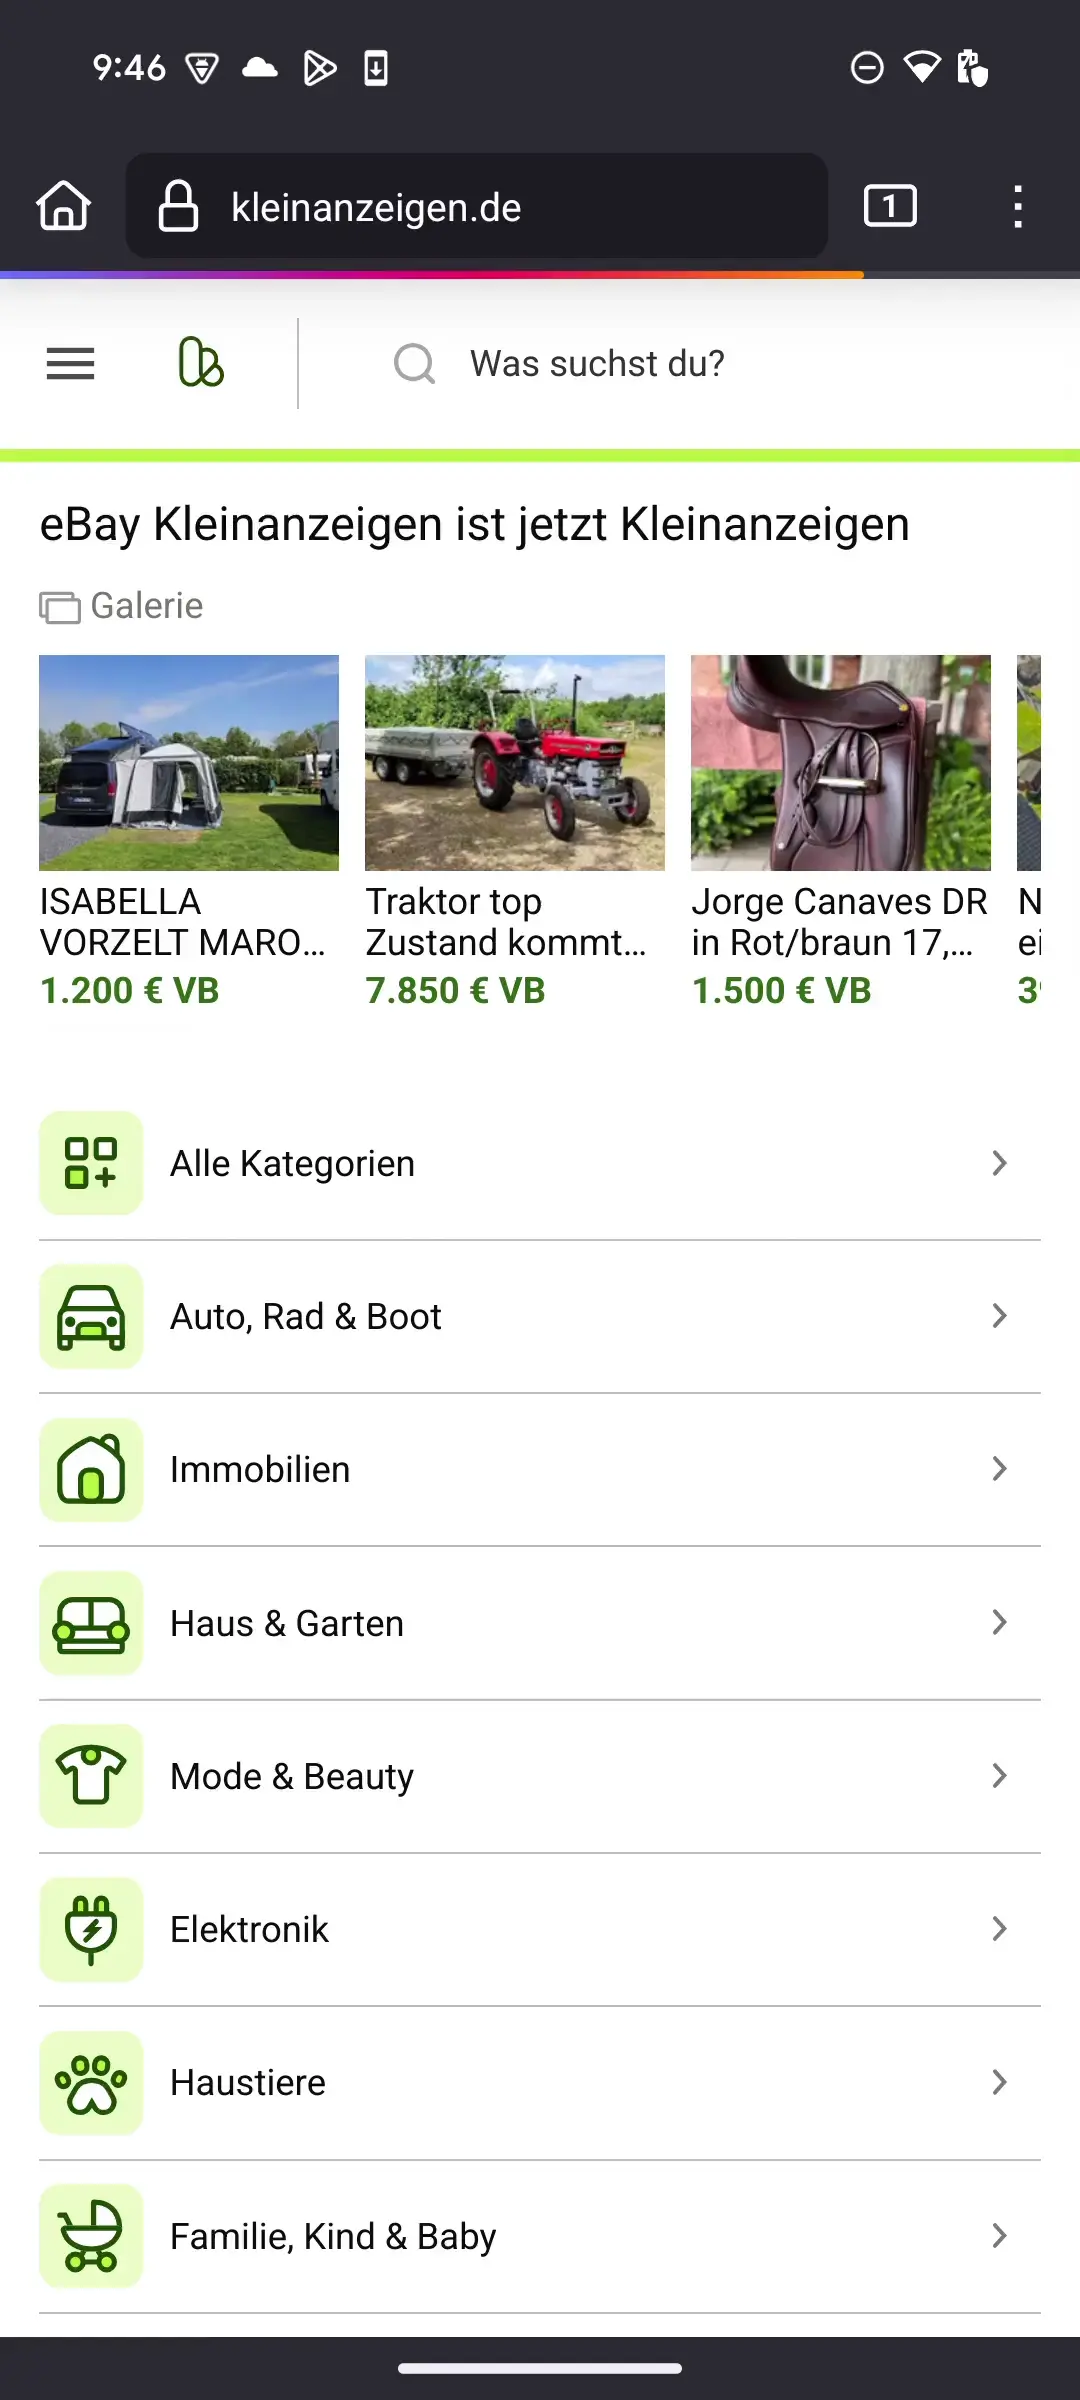 9:46
kleinanzeigen.de
1
Was suchst du?
eBay Kleinanzeigen ist jetzt Kleinanzeigen
Galerie
ISABELLA
VORZELT MARO...
1.200 € VB
Traktor top
Zustand kommt...
7.850 € VB
Jorge Canaves DR
in Rot/braun 17,...
1.500 € VB
N
ei
39
Alle Kategorien
Auto, Rad & Boot
Immobilien
Haus & Garten
Mode & Beauty
Elektronik
Haustiere
Familie, Kind & Baby